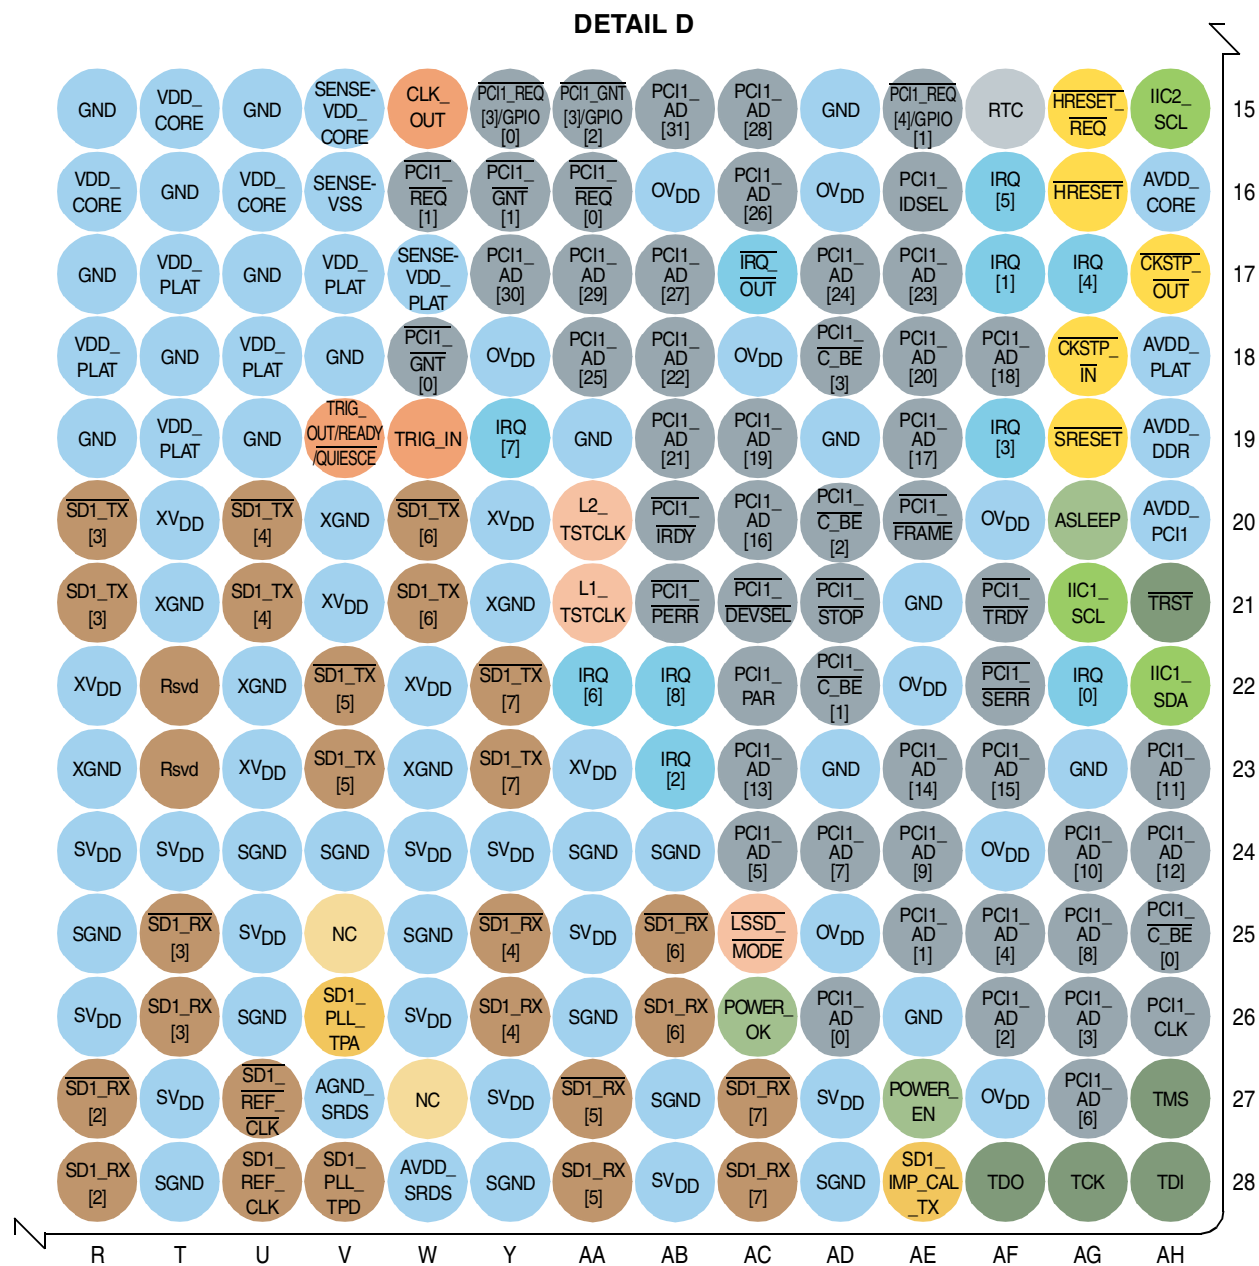 DETAIL D
GND VDD_CORE GND SENSE-VDD_CORE CLK_OUT PCI1_REQ[3]/GPIO[0] PCI1_GNT[3]/GPIO[2] PCI1_AD[31] PCI1_AD[28] GND PCI1_REQ[4]/GPIO[1] RTC HRESET_REQ IIC2_SCL 15
VDD_CORE GND VDD_CORE SENSE-VSS PCI1_REQ[1] PCI1_GNT[1] PCI1_REQ[0] OVDD PCI1_AD[26] OVDD PCI1_IDSEL IRQ[5] HRESET AVDD_CORE 16
GND VDD_PLAT GND VDD_PLAT SENSE-VDD_PLAT PCI1_AD[30] PCI1_AD[29] PCI1_AD[27] IRQ_OUT PCI1_AD[24] PCI1_AD[23] IRQ[1] IRQ[4] CKSTP_OUT 17
VDD_PLAT GND VDD_PLAT GND PCI1_GNT[0] OVDD PCI1_AD[25] PCI1_AD[22] OVDD PCI1_C_BE[3] PCI1_AD[20] PCI1_AD[18] CKSTP_IN AVDD_PLAT 18
GND VDD_PLAT GND TRIG_OUT/READY/QUIESCE TRIG_IN IRQ[7] GND PCI1_AD[21] PCI1_AD[19] GND PCI1_AD[17] IRQ[3] SRESET AVDD_DDR 19
SD1_TX[3] XVDD SD1_TX[4] XGND SD1_TX[6] XVDD L2_TSTCLK PCI1_IRDY PCI1_AD[16] PCI1_C_BE[2] PCI1_FRAME OVDD ASLEEP AVDD_PCI1 20
SD1_TX[3] XGND SD1_TX[4] XVDD SD1_TX[6] XGND L1_TSTCLK PCI1_PERR PCI1_DEVSEL PCI1_STOP GND PCI1_TRDY IIC1_SCL TRST 21
XVDD Rsvd XGND SD1_TX[5] XVDD SD1_TX[7] IRQ[6] IRQ[8] PCI1_PAR PCI1_C_BE[1] OVDD PCI1_SERR IRQ[0] IIC1_SDA 22
XGND Rsvd XVDD SD1_TX[5] XGND SD1_TX[7] XVDD IRQ[2] PCI1_AD[13] GND PCI1_AD[14] PCI1_AD[15] GND PCI1_AD[11] 23
SVDD SVDD SGND SGND SVDD SVDD SGND SGND PCI1_AD[5] PCI1_AD[7] PCI1_AD[9] OVDD PCI1_AD[10] PCI1_AD[12] 24
SGND SD1_RX[3] SVDD NC SGND SD1_RX[4] SVDD SD1_RX[6] LSSD_MODE OVDD PCI1_AD[1] PCI1_AD[4] PCI1_AD[8] PCI1_C_BE[0] 25
SVDD SD1_RX[3] SGND SD1_PLL_TPA SVDD SD1_RX[4] SGND SD1_RX[6] POWER_OK PCI1_AD[0] GND PCI1_AD[2] PCI1_AD[3] PCI1_CLK 26
SD1_RX[2] SVDD SD1_REF_CLK AGND_SRDS NC SVDD SD1_RX[5] SGND SD1_RX[7] SVDD POWER_EN OVDD PCI1_AD[6] TMS 27
SD1_RX[2] SGND SD1_REF_CLK SD1_PLL_TPD AVDD_SRDS SGND SD1_RX[5] SVDD SD1_RX[7] SGND SD1_IMP_CAL_TX TDO TCK TDI 28
R T U V W Y AA AB AC AD AE AF AG AH